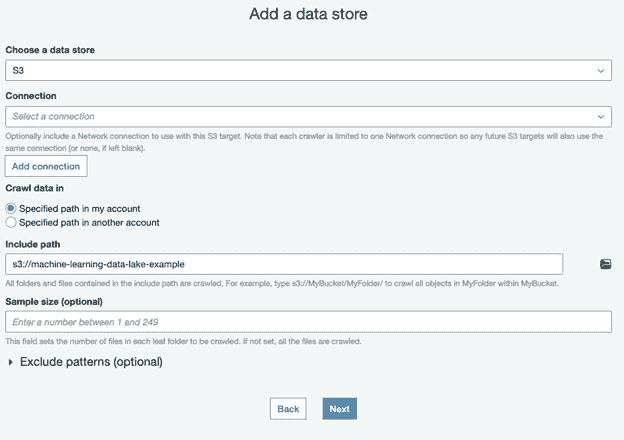 Add a data store
Choose a data store
S3
Connection
Select a connection
Optionally include a Network connection to use with this S3 target. Note that each crawler is limited to one Network connection so any future S3 targets will also use the
same connection (or none, if left blank).
Add connection
Crawl data in
Specified path in my account
Specified path in another account
Include path
s3://machine-learning-data-lake-example
All folders and files contained in the include path are crawled. For example, type s3://MyBucket/MyFolder/ to crawl all objects in MyFolder within MyBucket.
Sample size (optional)
Enter a number between 1 and 249
This field sets the number of files in each leaf folder to be crawled. If not set, all the files are crawled.
Exclude patterns (optional)
Back
Next